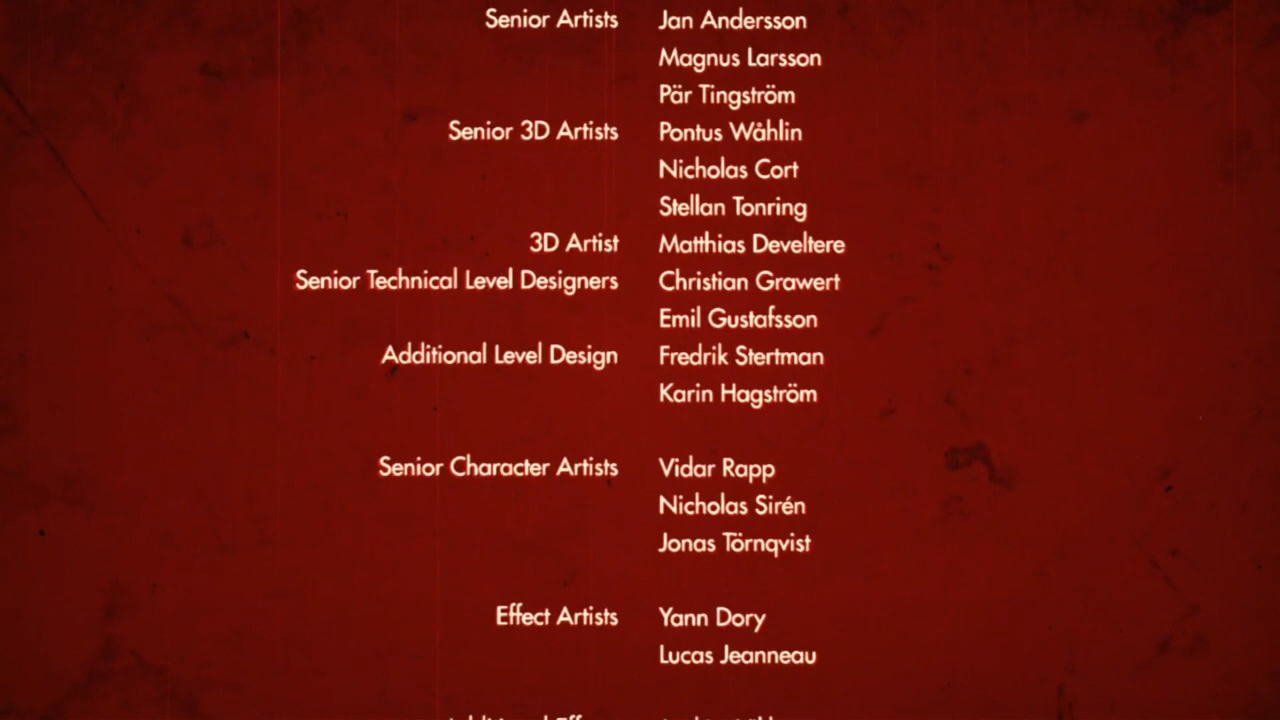 Senior Artists Jan Andersson
Magnus Larsson
Pär Tingström
Senior 3D Artists Pontus Wåhlin
Nicholas Cort
Stellan Tonring
3D Artist Matthias Develtere
Senior Technical Level Designers Christian Grawert
Emil Gustafsson
Additional Level Design Fredrik Stertman
Karin Hagström
Senior Character Artists Vidar Rapp
Nicholas Sirén
Jonas Törnqvist
Effect Artists Yann Dory
Lucas Jeanneau